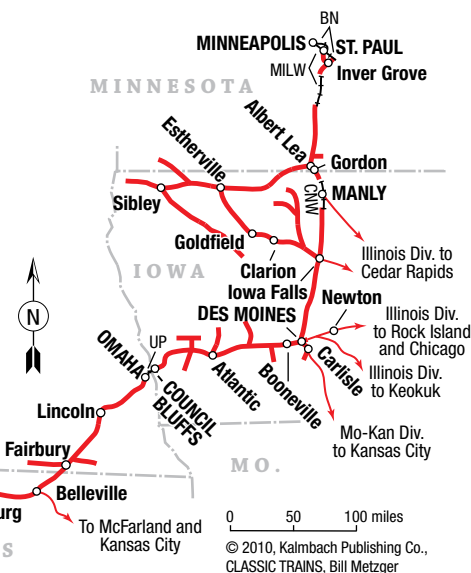 BN
MINNEAPOLIS
ST. PAUL
MILW
Inver Grove
MINNESOTA
Albert Lea
Estherville
Gordon
CNW
MANLY
Sibley
Goldfield
Illinois Div. to
Cedar Rapids
Clarion
IOWA
Iowa Falls
Newton
N
DES MOINES
Illinois Div.
to Rock Island
and Chicago
UP
OMAHA
COUNCIL
BLUFFS
Atlantic
Booneville
Carlisle
Illinois Div.
to Keokuk
Lincoln
Mo-Kan Div.
to Kansas City
Fairbury
MO.
Belleville
urg
To McFarland and
Kansas City
S
0 50 100 miles
© 2010, Kalmbach Publishing Co.,
CLASSIC TRAINS, Bill Metzger